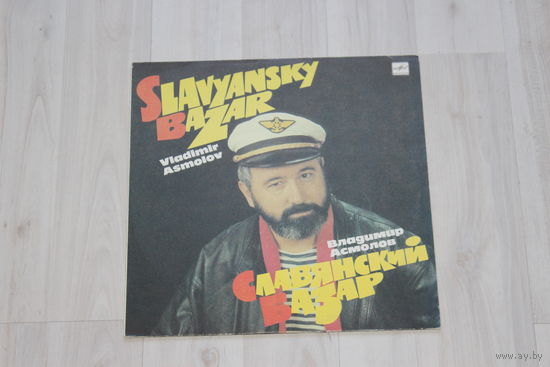 SLAVYANSKY
BAZAR
Vladimir
Asmolov
Владимир
Асмолов
СЛАВЯНСКИЙ
БАЗАР
www.ay.by